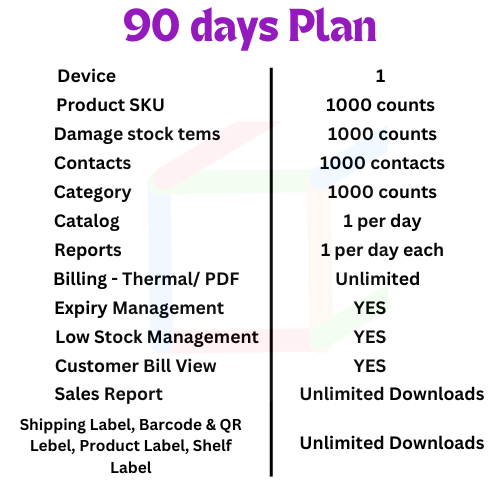 90 days Plan
Device 1
Product SKU 1000 counts
Damage stock tems 1000 counts
Contacts 1000 contacts
Category 1000 counts
Catalog 1 per day
Reports 1 per day each
Billing - Thermal/ PDF Unlimited
Expiry Management YES
Low Stock Management YES
Customer Bill View YES
Sales Report Unlimited Downloads
Shipping Label, Barcode & QR
Lebel, Product Label, Shelf
Label
Unlimited Downloads